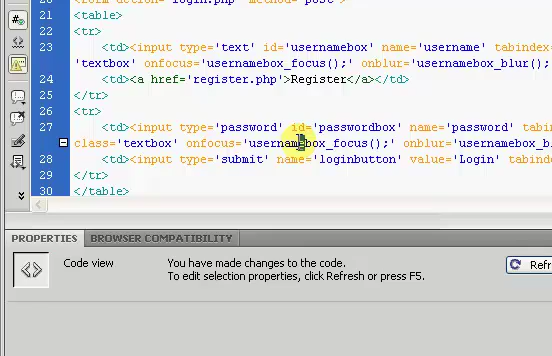 20 <form action='login.php' method='post'>
21 <table>
22 <tr>
23 <td><input type='text' id='usernamebox' name='username' tabindex=
'textbox' onfocus='usernamebox_focus();' onblur='usernamebox_blur();
24 <td><a href='register.php'>Register</a></td>
25 </tr>
26 <tr>
27 <td><input type='password' id='passwordbox' name='password' tabin
class='textbox' onfocus='usernamebox_focus();' onblur='usernamebox_bl
28 <td><input type='submit' name='loginbutton' value='Login' tabinde
29 </tr>
30 </table>
PROPERTIES BROWSER COMPATIBILITY
Code view You have made changes to the code.
To edit selection properties, click Refresh or press F5.
Refr